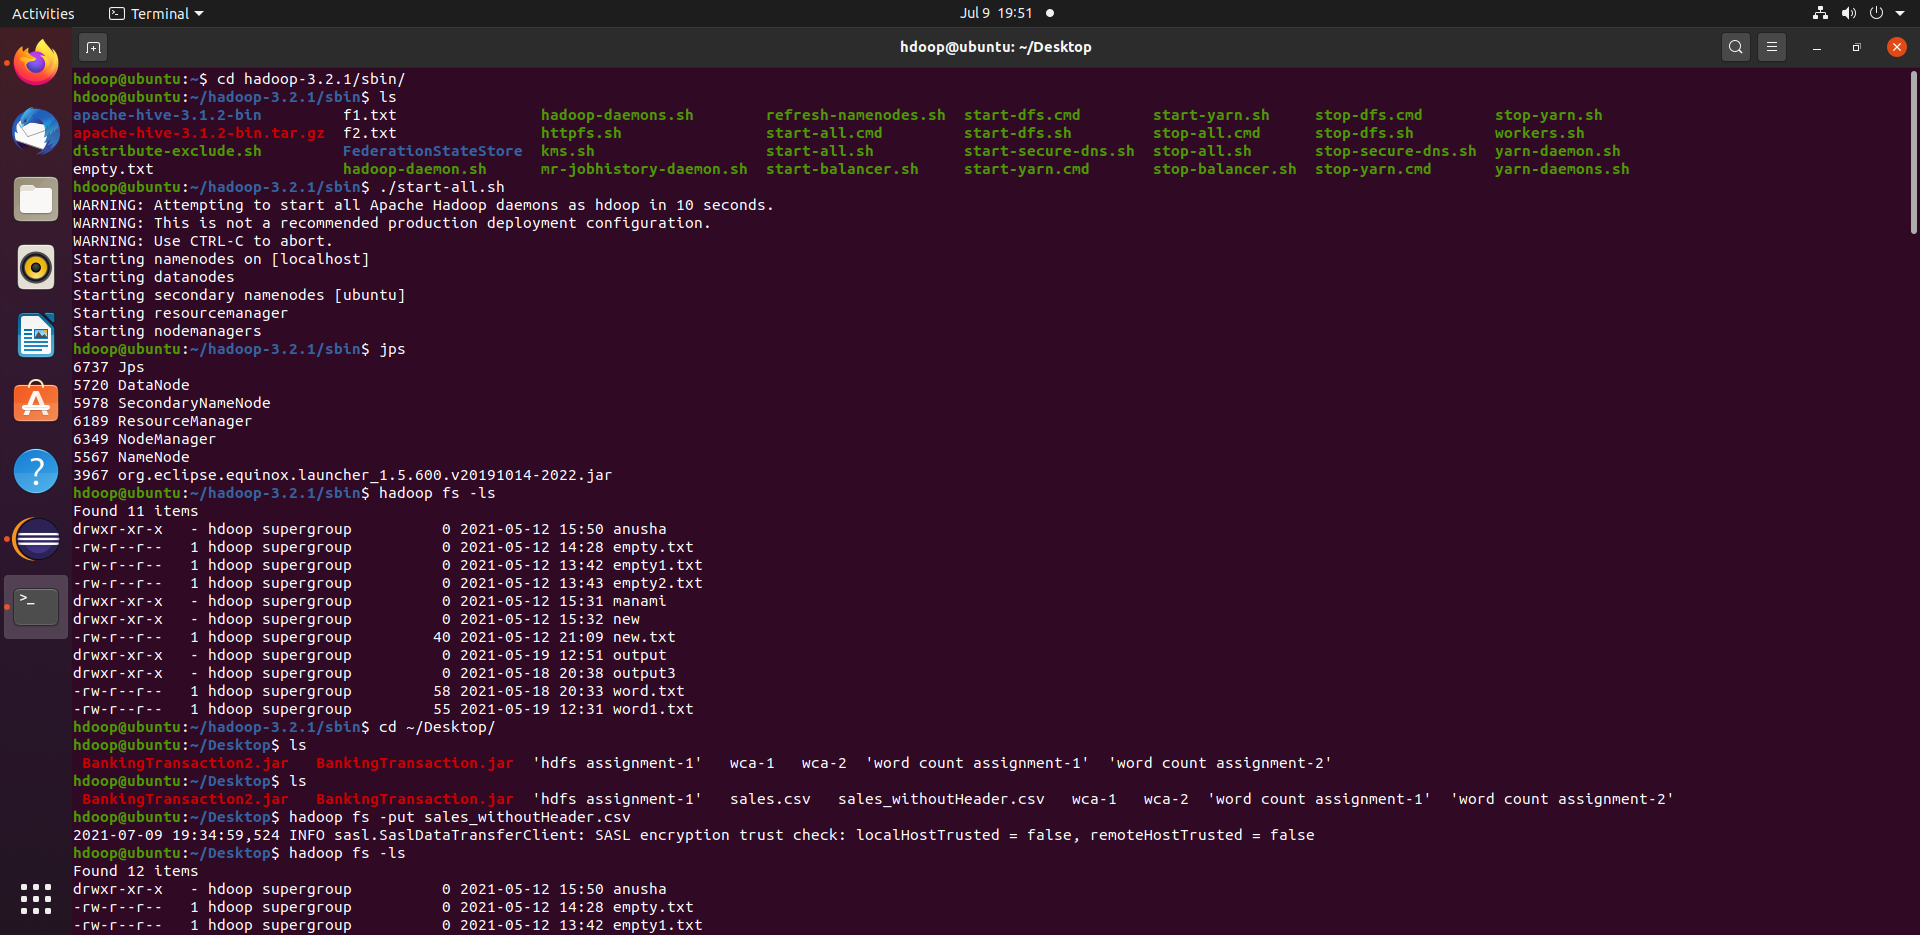 Activities Terminal Jul 9 19:51
hdoop@ubuntu: ~/Desktop
hdoop@ubuntu:~$ cd hadoop-3.2.1/sbin/
hdoop@ubuntu:~/hadoop-3.2.1/sbin$ ls
apache-hive-3.1.2-bin f1.txt hadoop-daemons.sh refresh-namenodes.sh start-dfs.cmd start-yarn.sh stop-dfs.cmd stop-yarn.sh
apache-hive-3.1.2-bin.tar.gz f2.txt httpfs.sh start-all.cmd start-dfs.sh stop-all.cmd stop-dfs.sh workers.sh
distribute-exclude.sh FederationStateStore kms.sh start-all.sh start-secure-dns.sh stop-all.sh stop-secure-dns.sh yarn-daemon.sh
empty.txt hadoop-daemon.sh mr-jobhistory-daemon.sh start-balancer.sh start-yarn.cmd stop-balancer.sh stop-yarn.cmd yarn-daemons.sh
hdoop@ubuntu:~/hadoop-3.2.1/sbin$ ./start-all.sh
WARNING: Attempting to start all Apache Hadoop daemons as hdoop in 10 seconds.
WARNING: This is not a recommended production deployment configuration.
WARNING: Use CTRL-C to abort.
Starting namenodes on [localhost]
Starting datanodes
Starting secondary namenodes [ubuntu]
Starting resourcemanager
Starting nodemanagers
hdoop@ubuntu:~/hadoop-3.2.1/sbin$ jps
6737 Jps
5720 DataNode
5978 SecondaryNameNode
6189 ResourceManager
6349 NodeManager
5567 NameNode
3967 org.eclipse.equinox.launcher_1.5.600.v20191014-2022.jar
hdoop@ubuntu:~/hadoop-3.2.1/sbin$ hadoop fs -ls
Found 11 items
drwxr-xr-x - hdoop supergroup 0 2021-05-12 15:50 anusha
-rw-r--r-- 1 hdoop supergroup 0 2021-05-12 14:28 empty.txt
-rw-r--r-- 1 hdoop supergroup 0 2021-05-12 13:42 empty1.txt
-rw-r--r-- 1 hdoop supergroup 0 2021-05-12 13:43 empty2.txt
drwxr-xr-x - hdoop supergroup 0 2021-05-12 15:31 manami
drwxr-xr-x - hdoop supergroup 0 2021-05-12 15:32 new
-rw-r--r-- 1 hdoop supergroup 40 2021-05-12 21:09 new.txt
drwxr-xr-x - hdoop supergroup 0 2021-05-19 12:51 output
drwxr-xr-x - hdoop supergroup 0 2021-05-18 20:38 output3
-rw-r--r-- 1 hdoop supergroup 58 2021-05-18 20:33 word.txt
-rw-r--r-- 1 hdoop supergroup 55 2021-05-19 12:31 word1.txt
hdoop@ubuntu:~/hadoop-3.2.1/sbin$ cd ~/Desktop/
hdoop@ubuntu:~/Desktop$ ls
BankingTransaction2.jar BankingTransaction.jar 'hdfs assignment-1' wca-1 wca-2 'word count assignment-1' 'word count assignment-2'
hdoop@ubuntu:~/Desktop$ ls
BankingTransaction2.jar BankingTransaction.jar 'hdfs assignment-1' sales.csv sales_withoutHeader.csv wca-1 wca-2 'word count assignment-1' 'word count assignment-2'
hdoop@ubuntu:~/Desktop$ hadoop fs -put sales_withoutHeader.csv
2021-07-09 19:34:59,524 INFO sasl.SaslDataTransferClient: SASL encryption trust check: localHostTrusted = false, remoteHostTrusted = false
hdoop@ubuntu:~/Desktop$ hadoop fs -ls
Found 12 items
drwxr-xr-x - hdoop supergroup 0 2021-05-12 15:50 anusha
-rw-r--r-- 1 hdoop supergroup 0 2021-05-12 14:28 empty.txt
-rw-r--r-- 1 hdoop supergroup 0 2021-05-12 13:42 empty1.txt